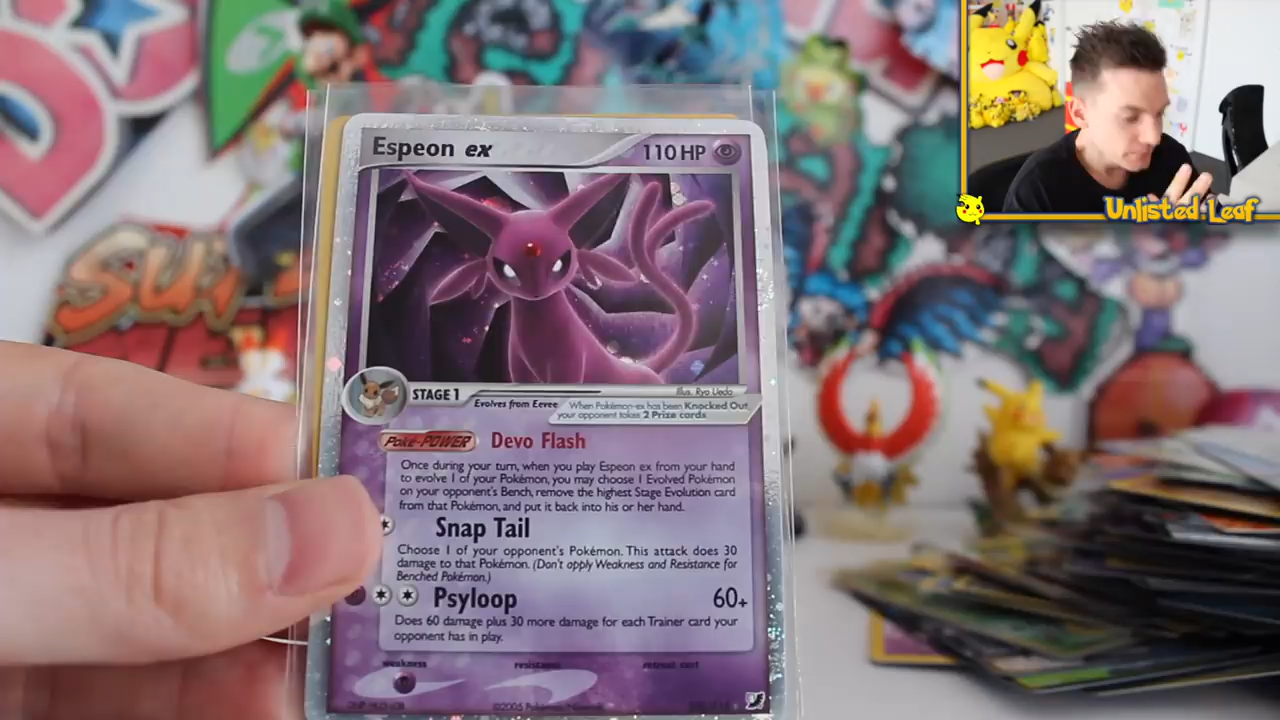 Espeon ex
110 HP
Unlisted Leaf
STAGE 1
Illus. Ryo Ueda
Evolves from Eevee
When Pokémon-ex has been Knocked Out,
your opponent takes 2 Prize cards
Poké-POWER Devo Flash
Once during your turn, when you play Espeon ex from your hand
to evolve 1 of your Pokémon, you may choose 1 Evolved Pokémon
on your opponent's Bench, remove the highest Stage Evolution card
from that Pokémon, and put it back into his or her hand.
Snap Tail
Choose 1 of your opponent's Pokémon. This attack does 30
damage to that Pokémon. (Don't apply Weakness and Resistance for
Benched Pokémon.)
Psyloop 60+
Does 60 damage plus 30 more damage for each Trainer card your
opponent has in play.
weakness resistance retreat cost
©2005 Pokémon